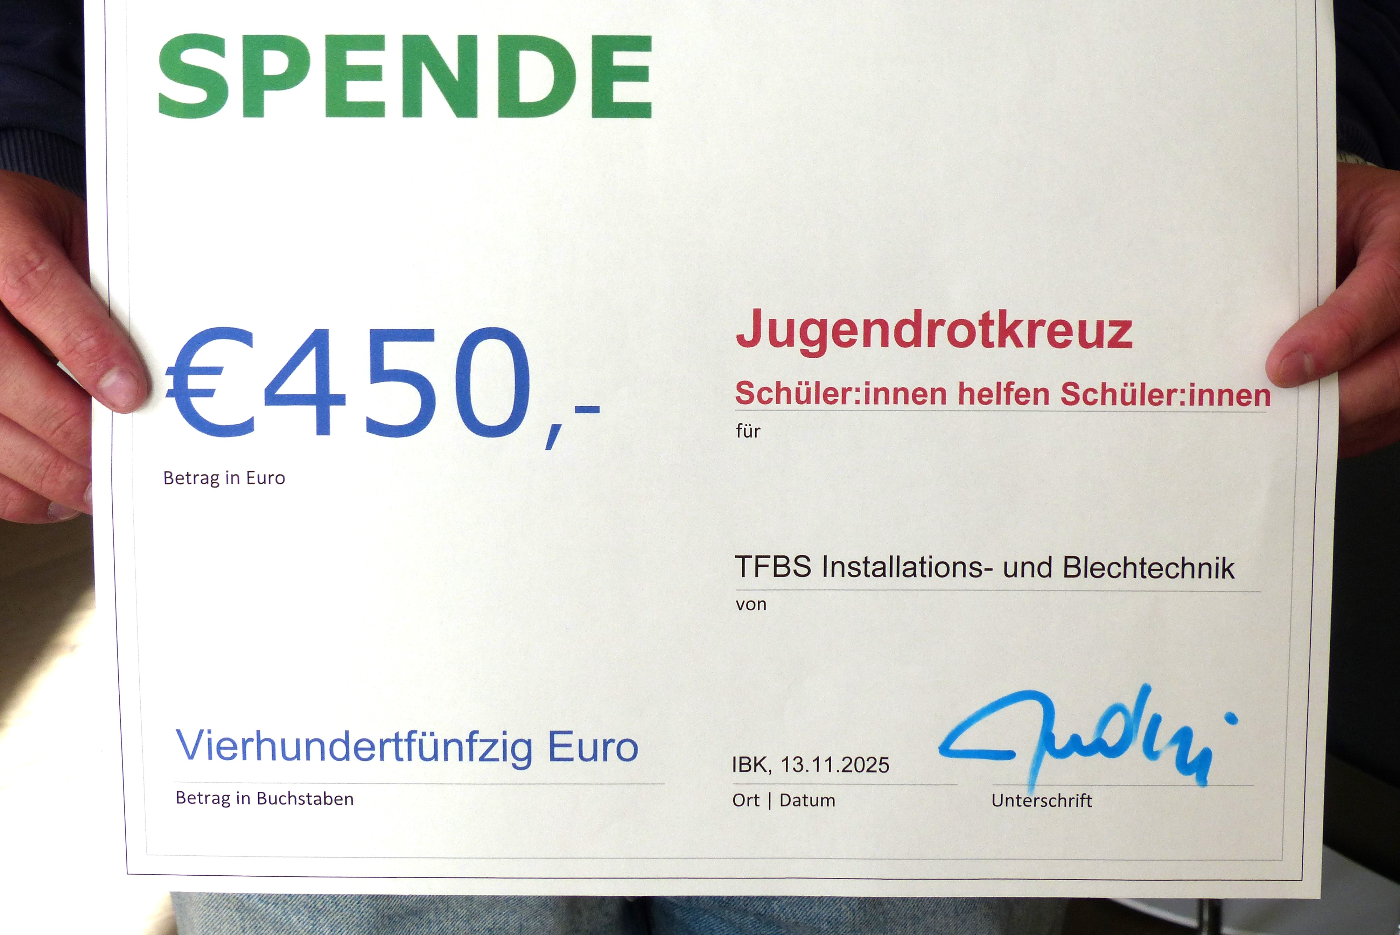 SPENDE
€450,-
Betrag in Euro
Jugendrotkreuz
Schüler:innen helfen Schüler:innen
für
TFBS Installations- und Blechtechnik
von
Vierhundertfünfzig Euro
Betrag in Buchstaben
IBK, 13.11.2025
Ort | Datum
Unterschrift